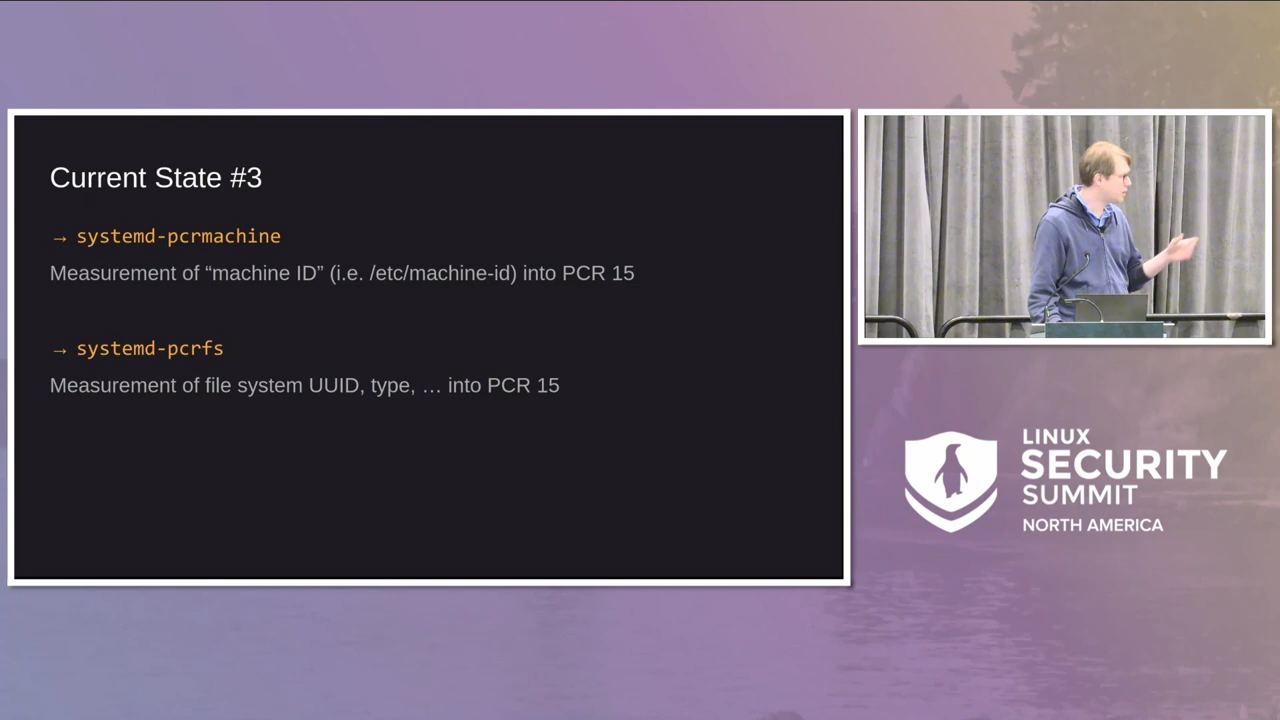 Current State #3
→ systemd-pcrmachine
Measurement of “machine ID” (i.e. /etc/machine-id) into PCR 15
→ systemd-pcrfs
Measurement of file system UUID, type, … into PCR 15
LINUX
SECURITY
SUMMIT
NORTH AMERICA